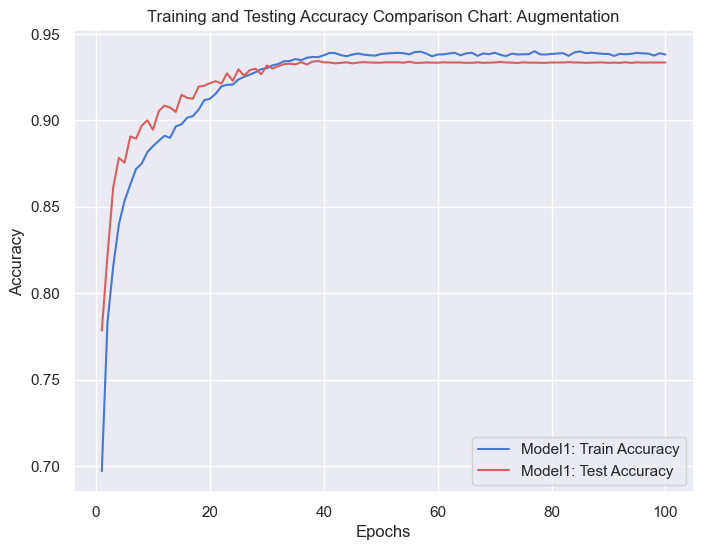 Training and Testing Accuracy Comparison Chart: Augmentation
0.95
0.90
0.85
0.80
0.75
0.70
Accuracy
0 20 40 60 80 100
Epochs
Model1: Train Accuracy
Model1: Test Accuracy